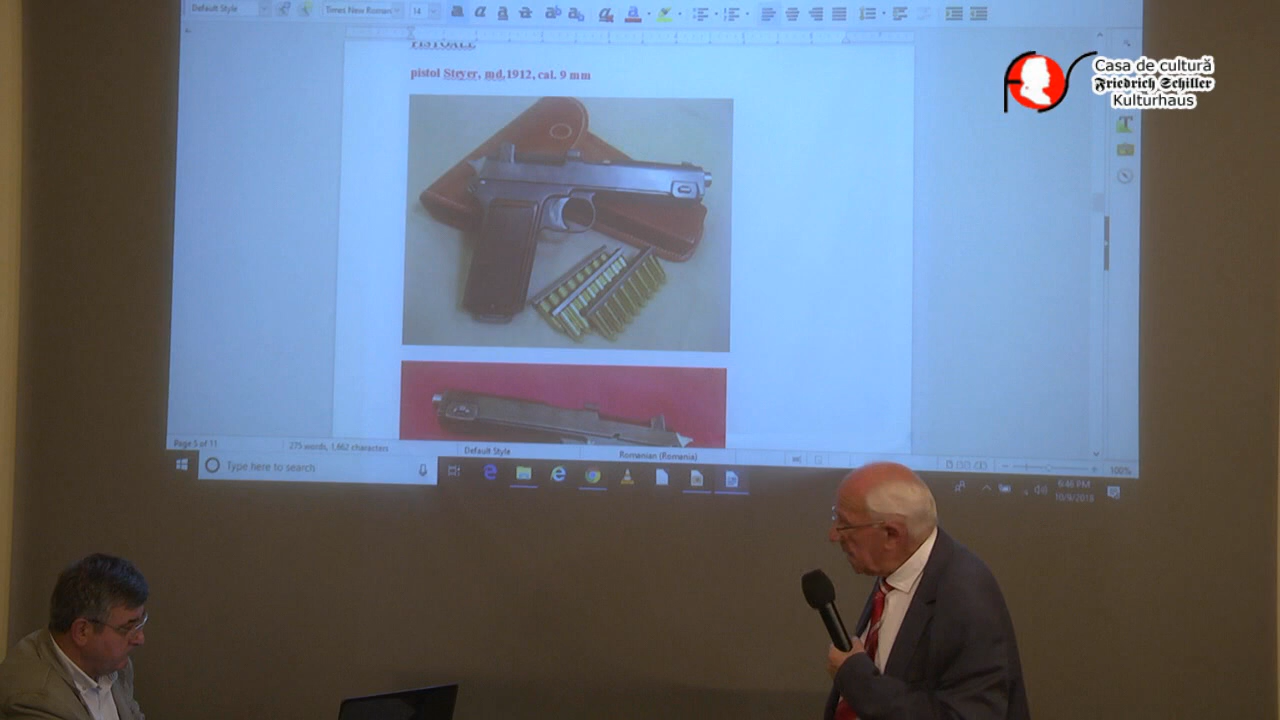 Default Style
Times New Roman
14
PISTOALE
pistol Steyer, md.1912, cal. 9 mm
Casa de cultură
Friedrich Schiller
Kulturhaus
Page 5 of 11
275 words, 1,662 characters
Default Style
Romanian (Romania)
100%
Type here to search
9:46 PM
10/9/2018